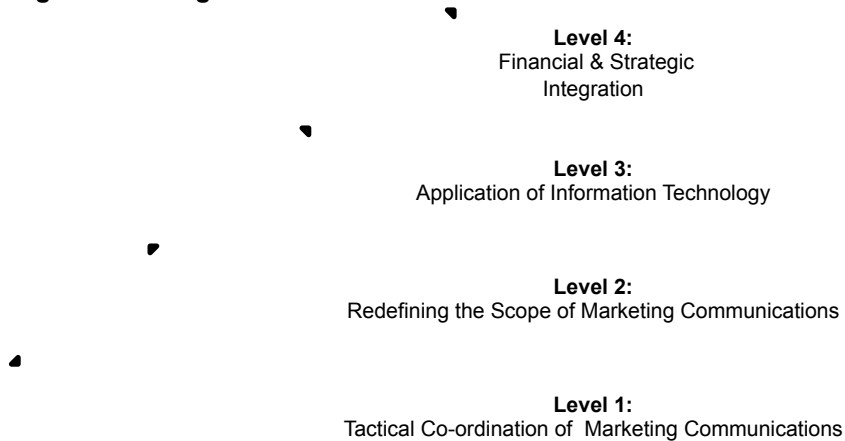 Level 4:
Financial & Strategic
Integration
Level 3:
Application of Information Technology
Level 2:
Redefining the Scope of Marketing Communications
Level 1:
Tactical Co-ordination of Marketing Communications